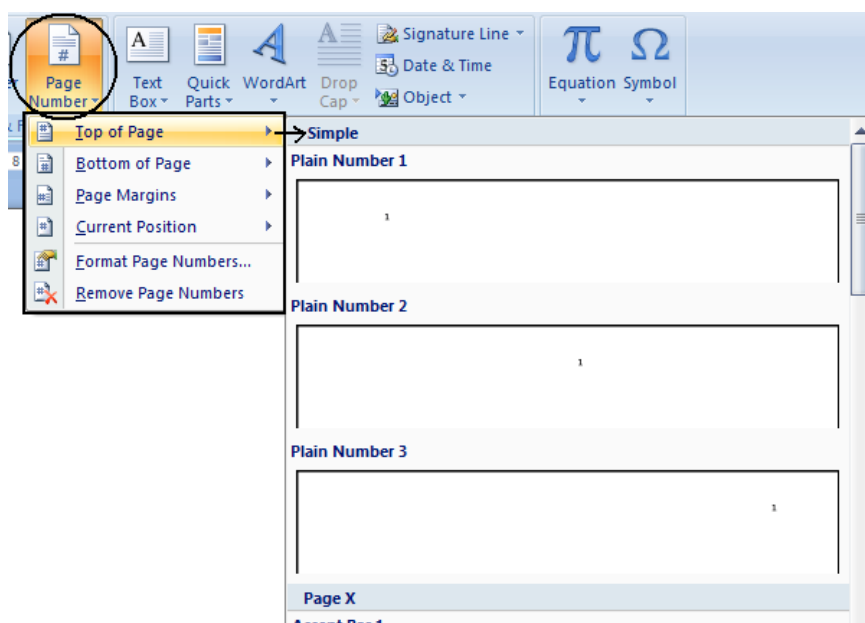 Page Number
Text Box
Quick Parts
WordArt
Drop Cap
Signature Line
Date & Time
Object
Equation
Symbol
8
Top of Page
Bottom of Page
Page Margins
Current Position
Format Page Numbers...
Remove Page Numbers
Simple
Plain Number 1
1
Plain Number 2
1
Plain Number 3
1
Page X